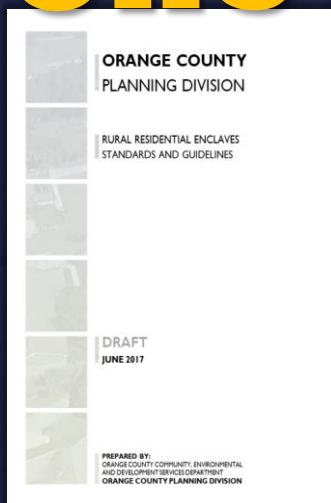 ORANGE COUNTY
PLANNING DIVISION
RURAL RESIDENTIAL ENCLAVES
STANDARDS AND GUIDELINES
DRAFT
JUNE 2017
PREPARED BY:
ORANGE COUNTY COMMUNITY, ENVIRONMENTAL
AND DEVELOPMENT SERVICES DEPARTMENT
ORANGE COUNTY PLANNING DIVISION